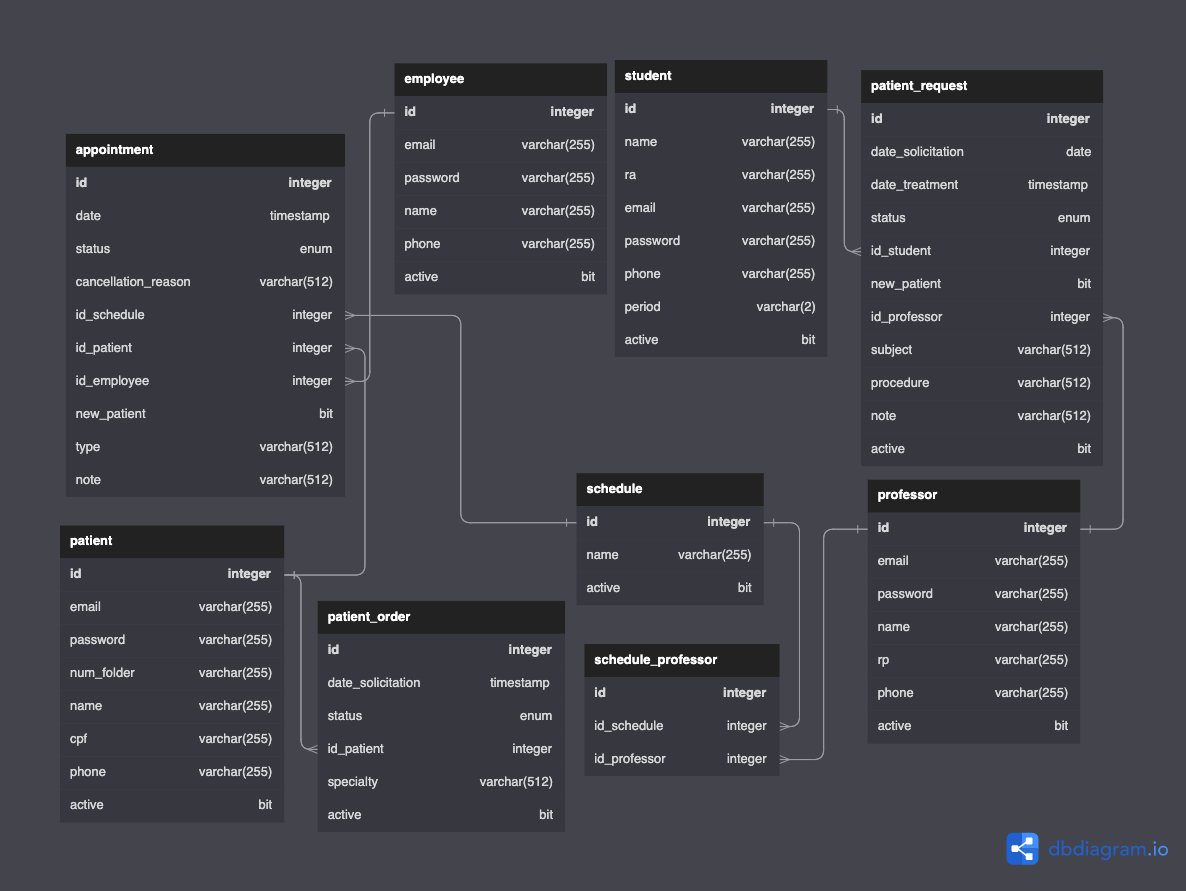 employee
id integer
email varchar(255)
password varchar(255)
name varchar(255)
phone varchar(255)
active bit
student
id integer
name varchar(255)
ra varchar(255)
email varchar(255)
password varchar(255)
phone varchar(255)
period varchar(2)
active bit
patient_request
id integer
date_solicitation date
date_treatment timestamp
status enum
id_student integer
new_patient bit
id_professor integer
subject varchar(512)
procedure varchar(512)
note varchar(512)
active bit
appointment
id integer
date timestamp
status enum
cancellation_reason varchar(512)
id_schedule integer
id_patient integer
id_employee integer
new_patient bit
type varchar(512)
note varchar(512)
schedule
id integer
name varchar(255)
active bit
professor
id integer
email varchar(255)
password varchar(255)
name varchar(255)
rp varchar(255)
phone varchar(255)
active bit
patient
id integer
email varchar(255)
password varchar(255)
num_folder varchar(255)
name varchar(255)
cpf varchar(255)
phone varchar(255)
active bit
patient_order
id integer
date_solicitation timestamp
status enum
id_patient integer
specialty varchar(512)
active bit
schedule_professor
id integer
id_schedule integer
id_professor integer
dbdiagram.io